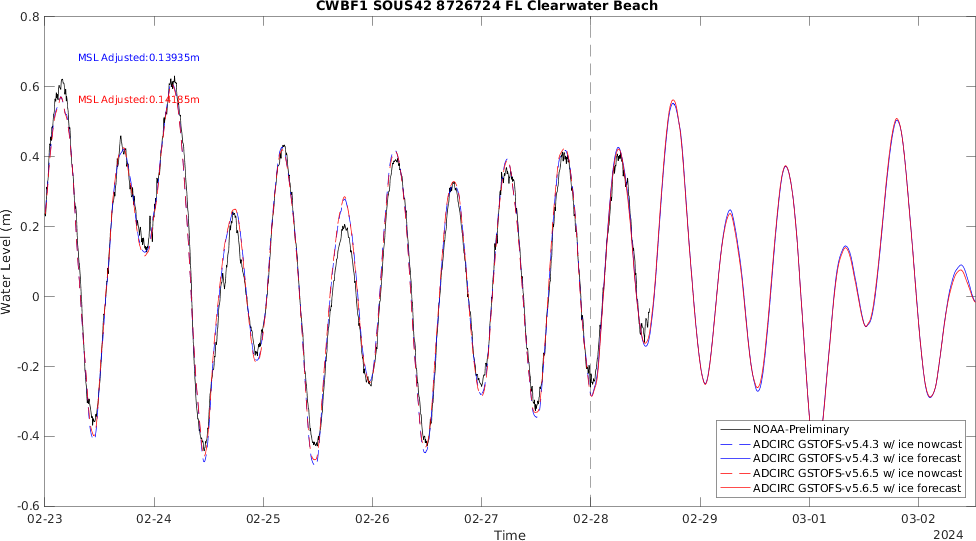 CWBF1 SOUS42 8726724 FL Clearwater Beach
0.8
0.6
0.4
0.2
0
-0.2
-0.4
-0.6
Water Level (m)
MSL Adjusted:0.13935m
MSL Adjusted:0.14185m
NOAA-Preliminary
ADCIRC GSTOFS-v5.4.3 w/ ice nowcast
ADCIRC GSTOFS-v5.4.3 w/ ice forecast
ADCIRC GSTOFS-v5.6.5 w/ ice nowcast
ADCIRC GSTOFS-v5.6.5 w/ ice forecast
02-23 02-24 02-25 02-26 02-27 02-28 02-29 03-01 03-02
Time
2024